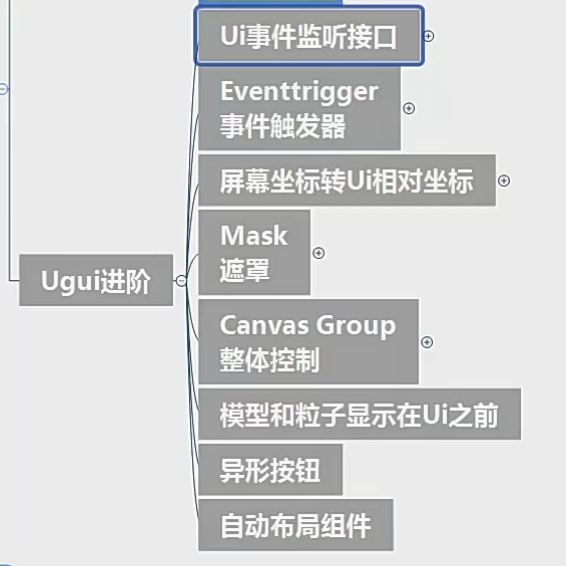 Ui事件监听接口
Eventtrigger
事件触发器
屏幕坐标转Ui相对坐标
Mask
遮罩
Ugui进阶
Canvas Group
整体控制
模型和粒子显示在Ui之前
异形按钮
自动布局组件